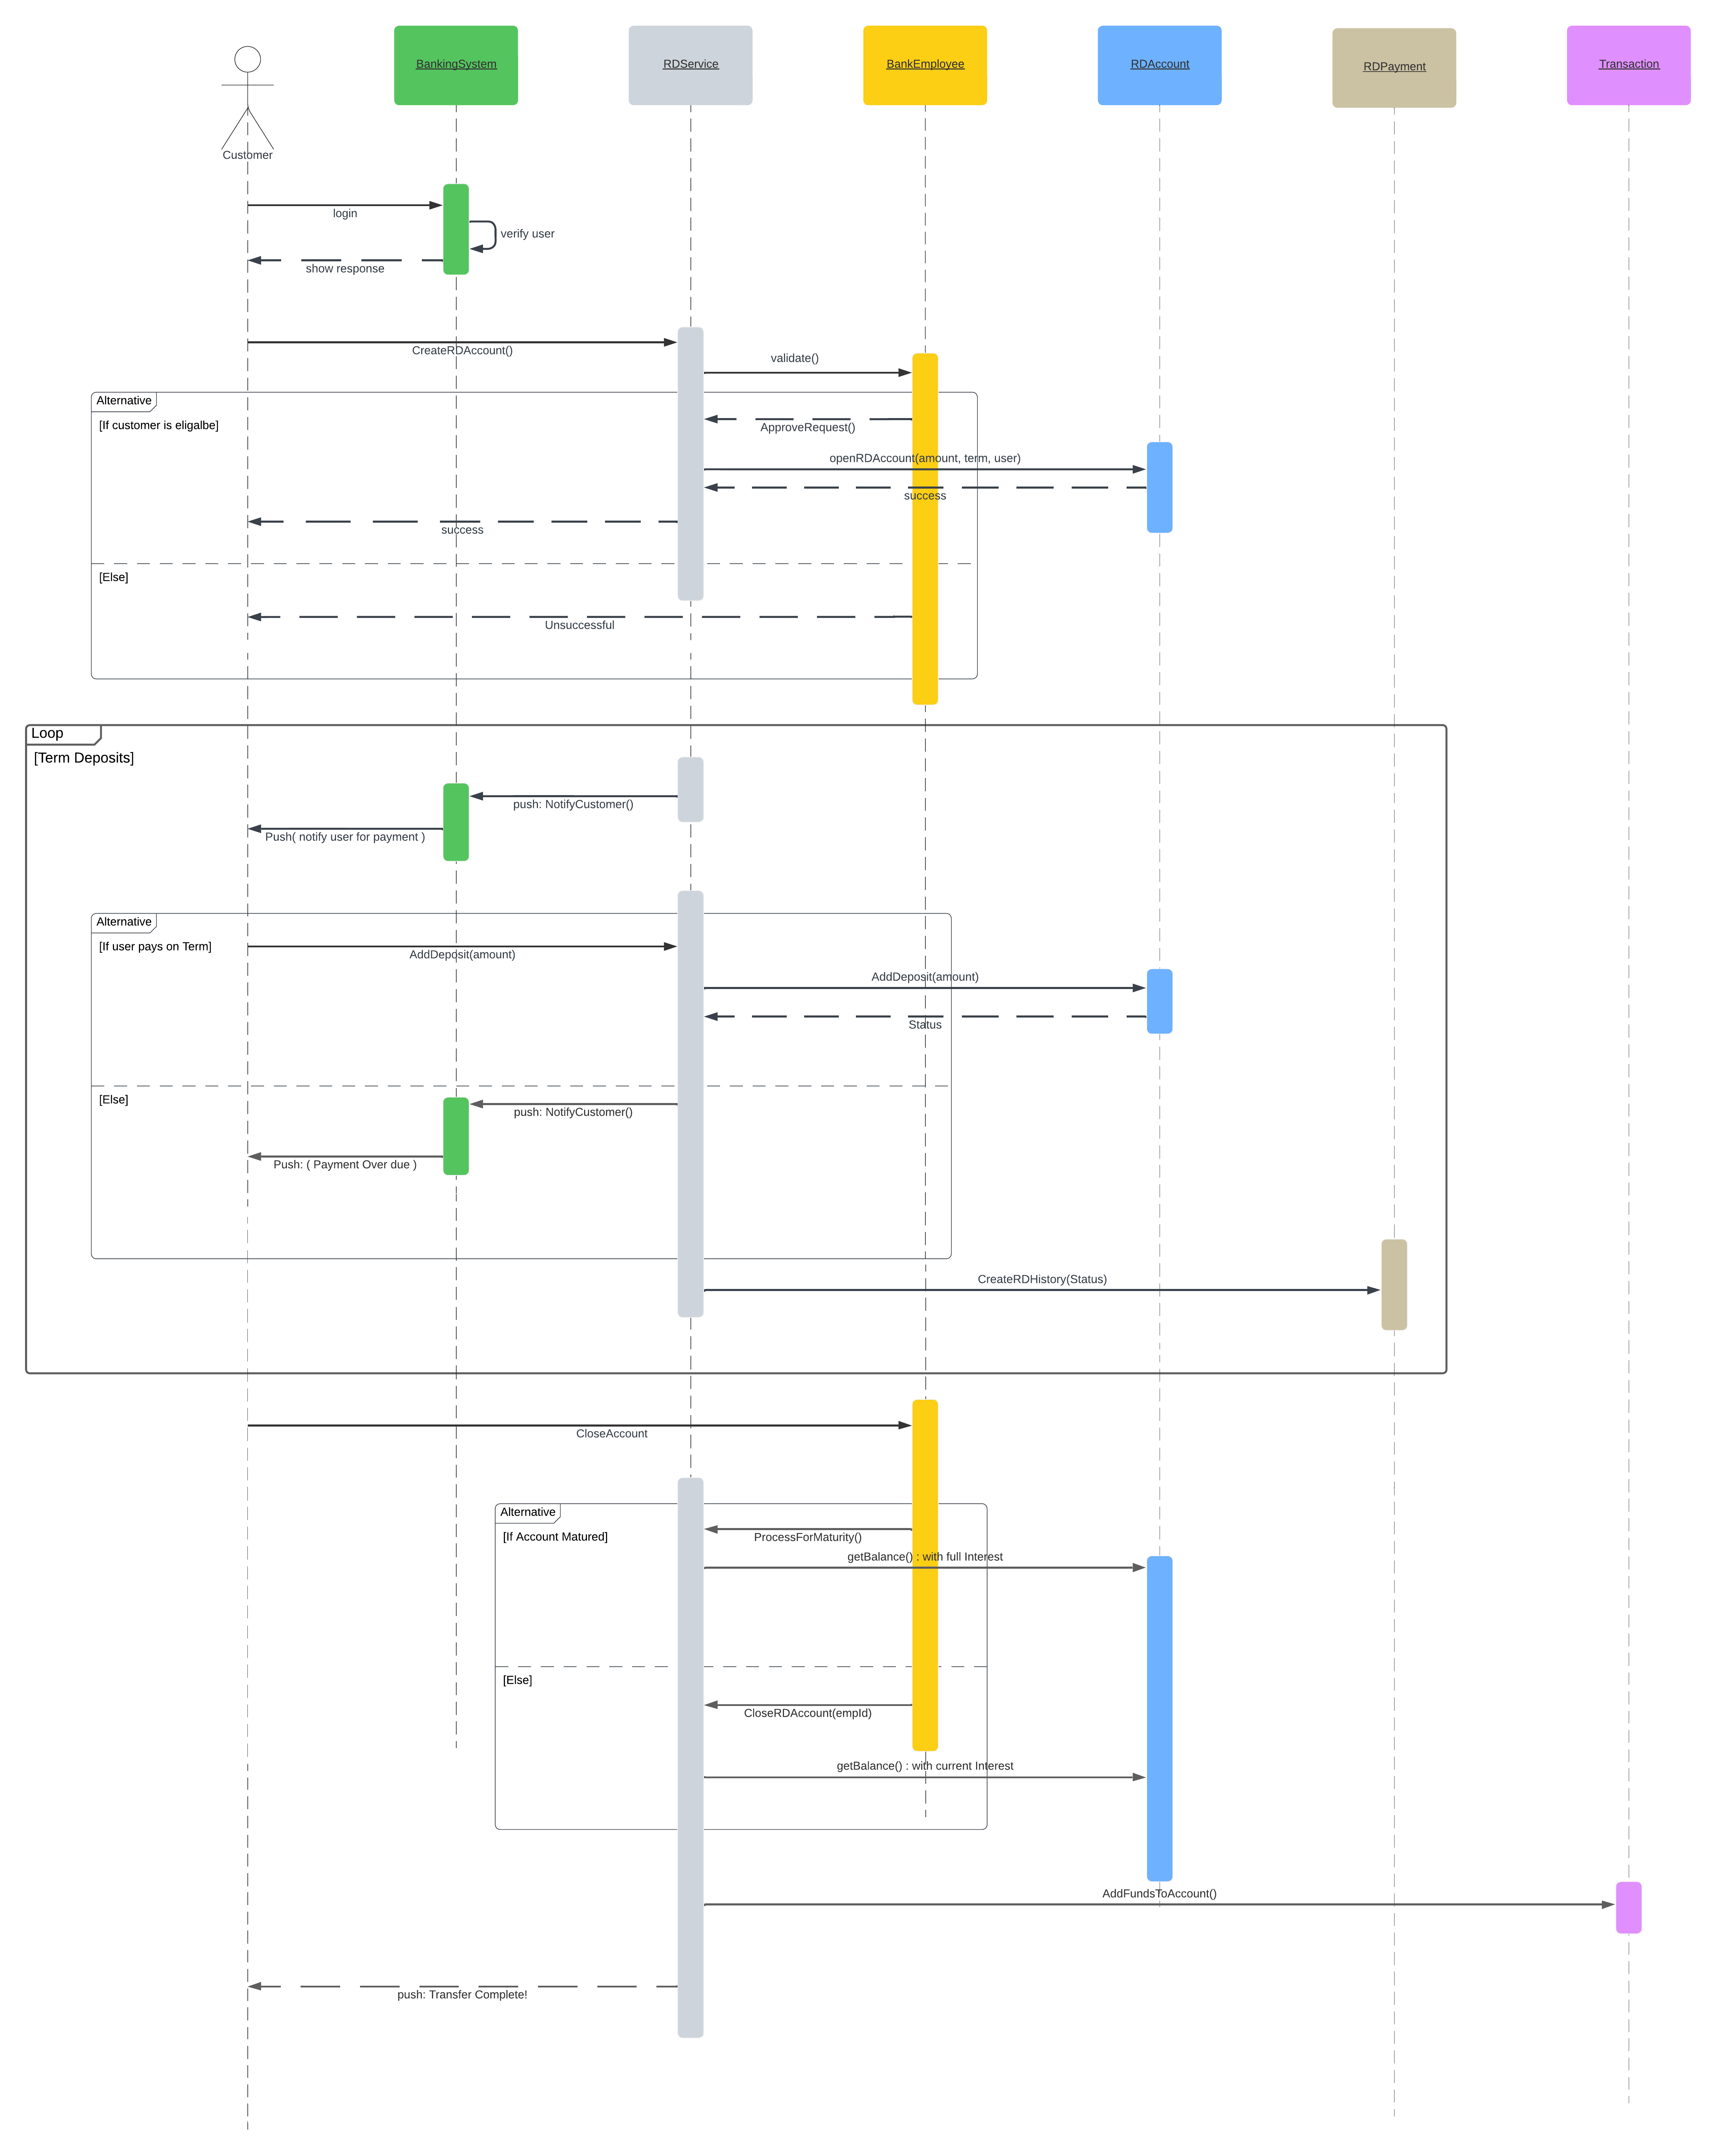 BankingSystem
RDService
BankEmployee
RDAccount
RDPayment
Transaction
Customer
login
verify user
show response
CreateRDAccount()
validate()
Alternative
[If customer is eligalbe]
ApproveRequest()
openRDAccount(amount, term, user)
success
success
[Else]
Unsuccessful
Loop
[Term Deposits]
push: NotifyCustomer()
Push( notify user for payment )
Alternative
[If user pays on Term]
AddDeposit(amount)
AddDeposit(amount)
Status
[Else]
push: NotifyCustomer()
Push: ( Payment Over due )
CreateRDHistory(Status)
CloseAccount
Alternative
[If Account Matured]
ProcessForMaturity()
getBalance() : with full Interest
[Else]
CloseRDAccount(empId)
getBalance() : with current Interest
AddFundsToAccount()
push: Transfer Complete!